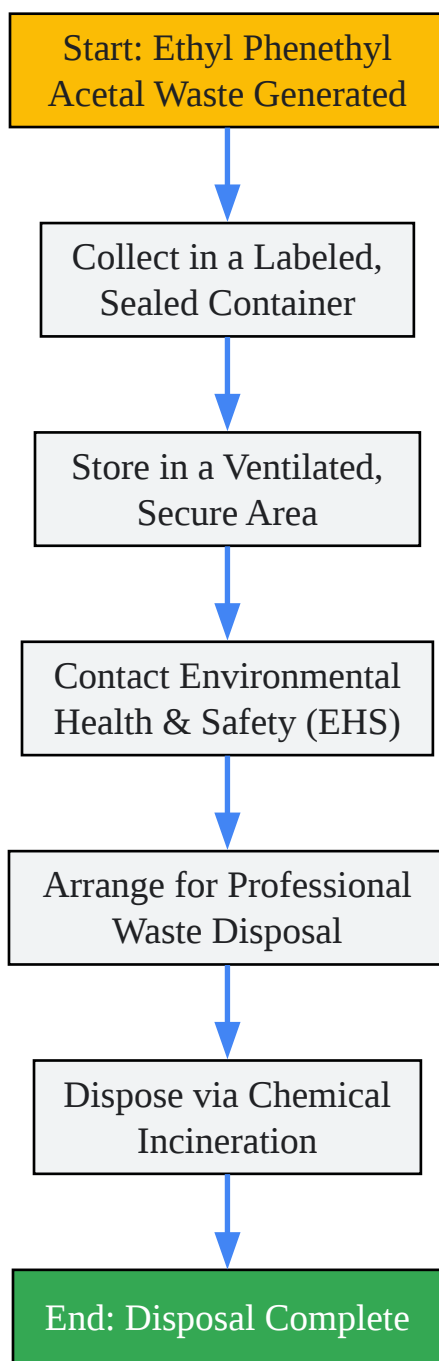 Start: Ethyl Phenethyl
Acetal Waste Generated
Collect in a Labeled,
Sealed Container
Store in a Ventilated,
Secure Area
Contact Environmental
Health & Safety (EHS)
Arrange for Professional
Waste Disposal
Dispose via Chemical
Incineration
End: Disposal Complete